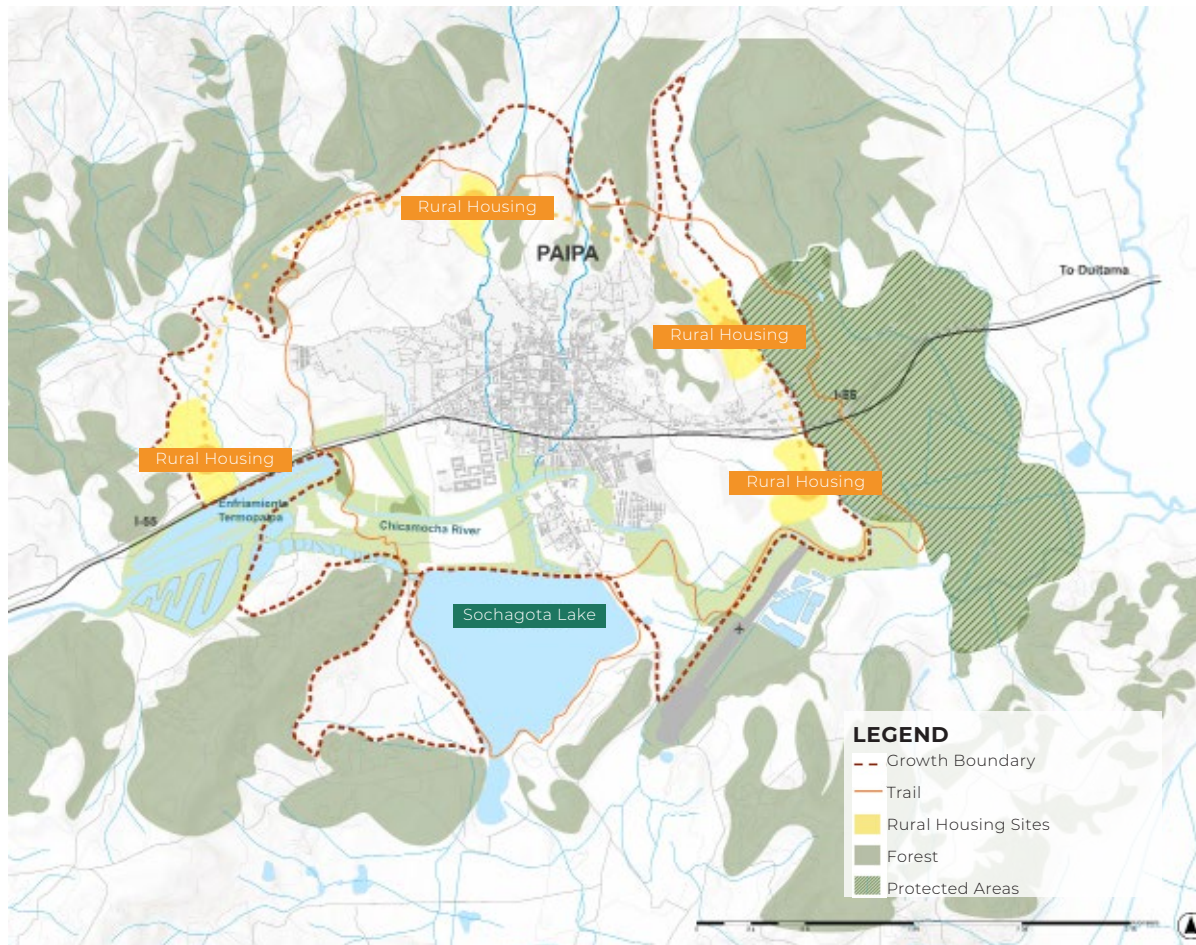 Rural Housing
PAIPA
To Duitama
Rural Housing
I-55
Rural Housing
Rural Housing
Enfriamiento
Termopaipa
I-55
Chicamocha River
Sochagota Lake
LEGEND
Growth Boundary
Trail
Rural Housing Sites
Forest
Protected Areas